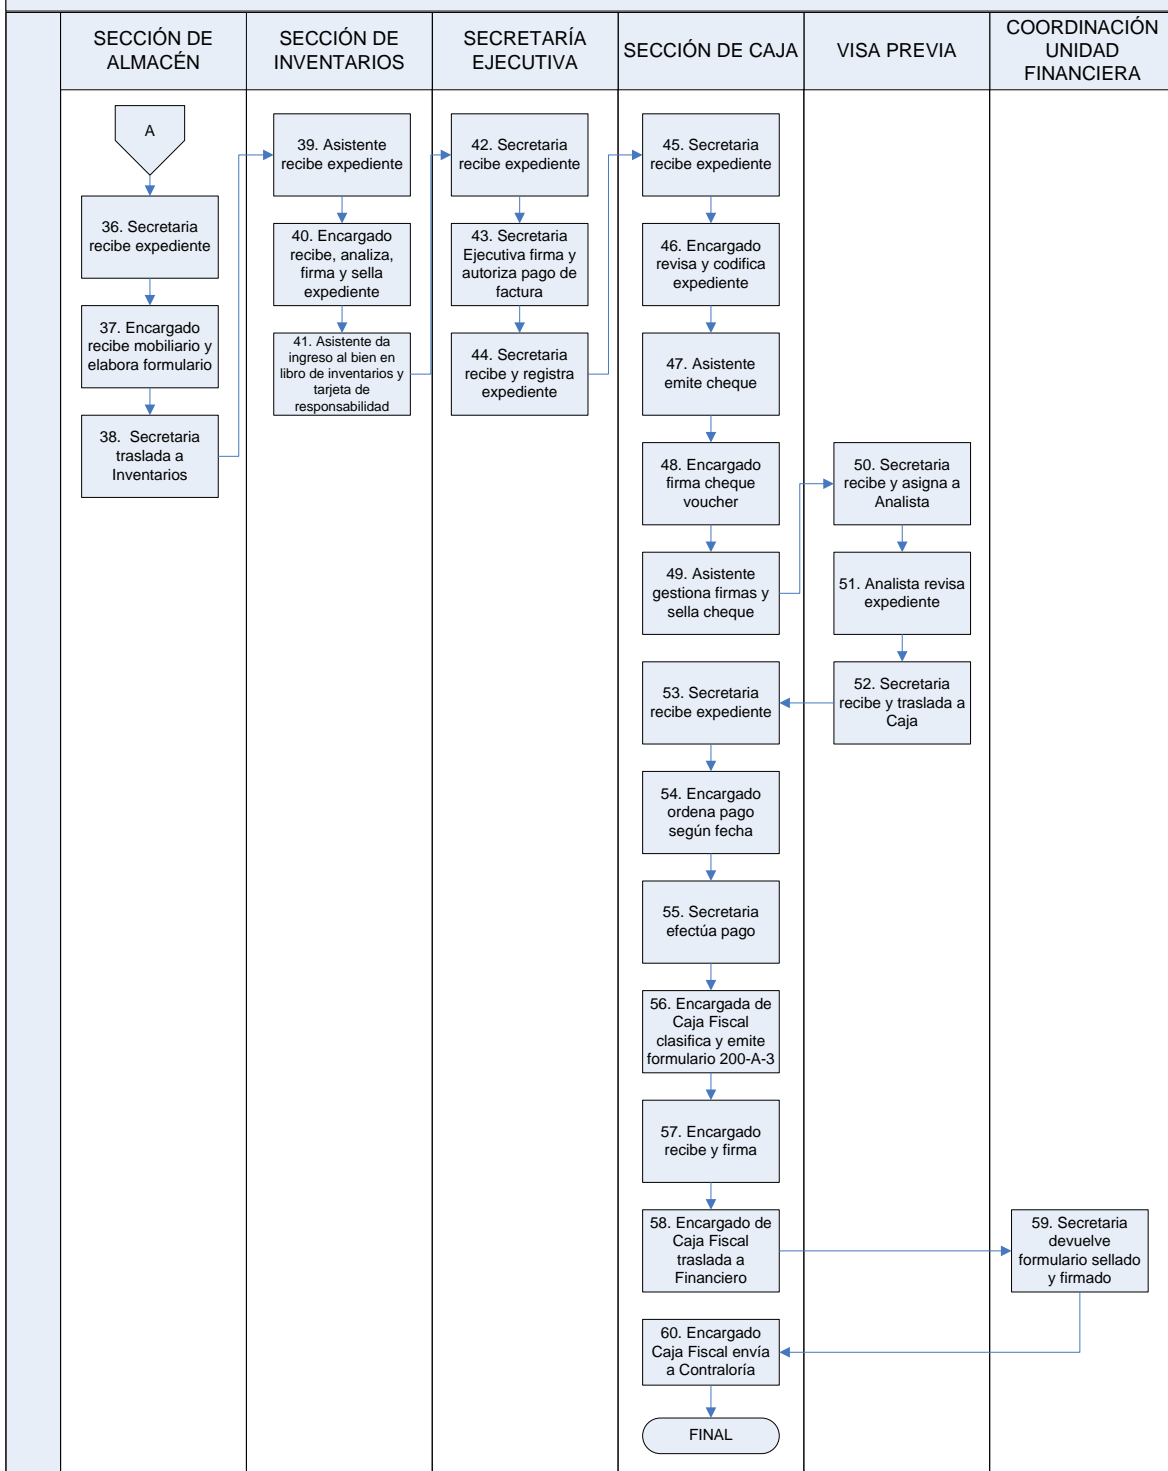 SECCIÓN DE
ALMACÉN
SECCIÓN DE
INVENTARIOS
SECRETARÍA
EJECUTIVA
SECCIÓN DE CAJA
VISA PREVIA
COORDINACIÓN
UNIDAD
FINANCIERA
A
36. Secretaria
recibe expediente
37. Encargado
recibe mobiliario y
elabora formulario
38.  Secretaria
traslada a
Inventarios
39. Asistente
recibe expediente
40. Encargado
recibe, analiza,
firma y sella
expediente
41. Asistente da
ingreso al bien en
libro de inventarios y
tarjeta de
responsabilidad
42. Secretaria
recibe expediente
43. Secretaria
Ejecutiva firma y
autoriza pago de
factura
44. Secretaria
recibe y registra
expediente
45. Secretaria
recibe expediente
46. Encargado
revisa y codifica
expediente
47. Asistente
emite cheque
48. Encargado
firma cheque
voucher
49. Asistente
gestiona firmas y
sella cheque
50. Secretaria
recibe y asigna a
Analista
51. Analista revisa
expediente
52. Secretaria
recibe y traslada a
Caja
53. Secretaria
recibe expediente
54. Encargado
ordena pago
según fecha
55. Secretaria
efectúa pago
56. Encargada de
Caja Fiscal
clasifica y emite
formulario 200-A-3
57. Encargado
recibe y firma
58. Encargado de
Caja Fiscal
traslada a
Financiero
59. Secretaria
devuelve
formulario sellado
y firmado
60. Encargado
Caja Fiscal envía
a Contraloría
FINAL